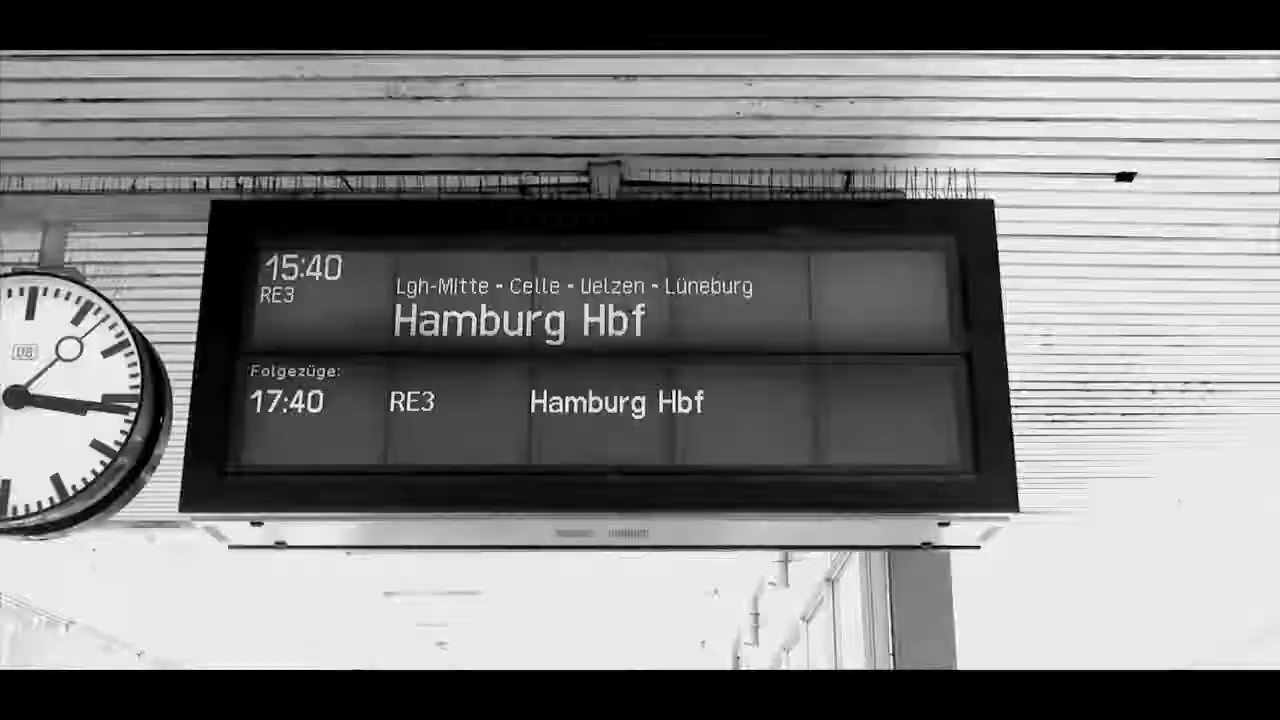 15:40
RE3
Lgh-Mitte - Celle - Uelzen - Lüneburg
Hamburg Hbf
Folgezüge:
17:40 RE3 Hamburg Hbf
DB